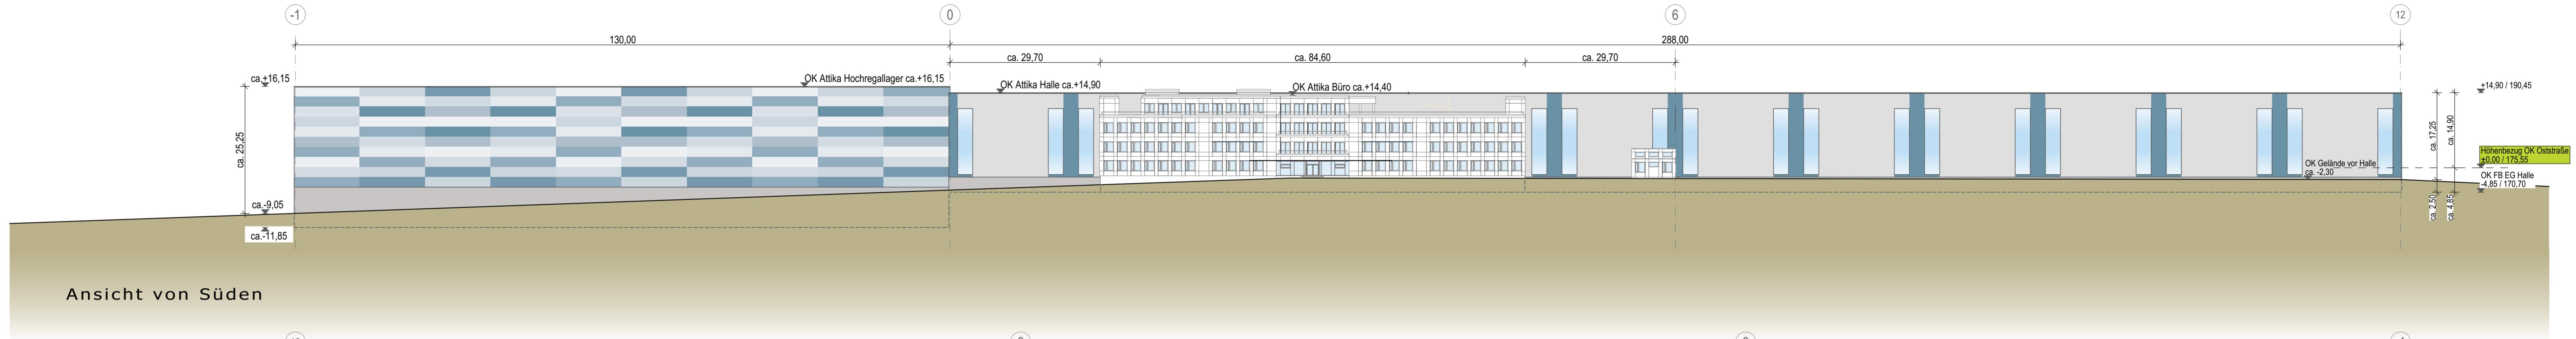 -1
0
6
12
130,00
288,00
ca. 29,70
ca. 84,60
ca. 29,70
ca.+16,15
OK Attika Hochregallager ca.+16,15
OK Attika Halle ca.+14,90
OK Attika Büro ca.+14,40
+14,90 / 190,45
ca. 25,25
ca. 17,25
ca. 14,90
Höhenbezug OK Oststraße
±0.00 / 175,55
OK Gelände vor Halle
ca. -2,30
OK FB EG Halle
-4,85 / 170,70
ca.-9,05
ca. 2,50
ca. 4,85
ca.-11,85
Ansicht von Süden